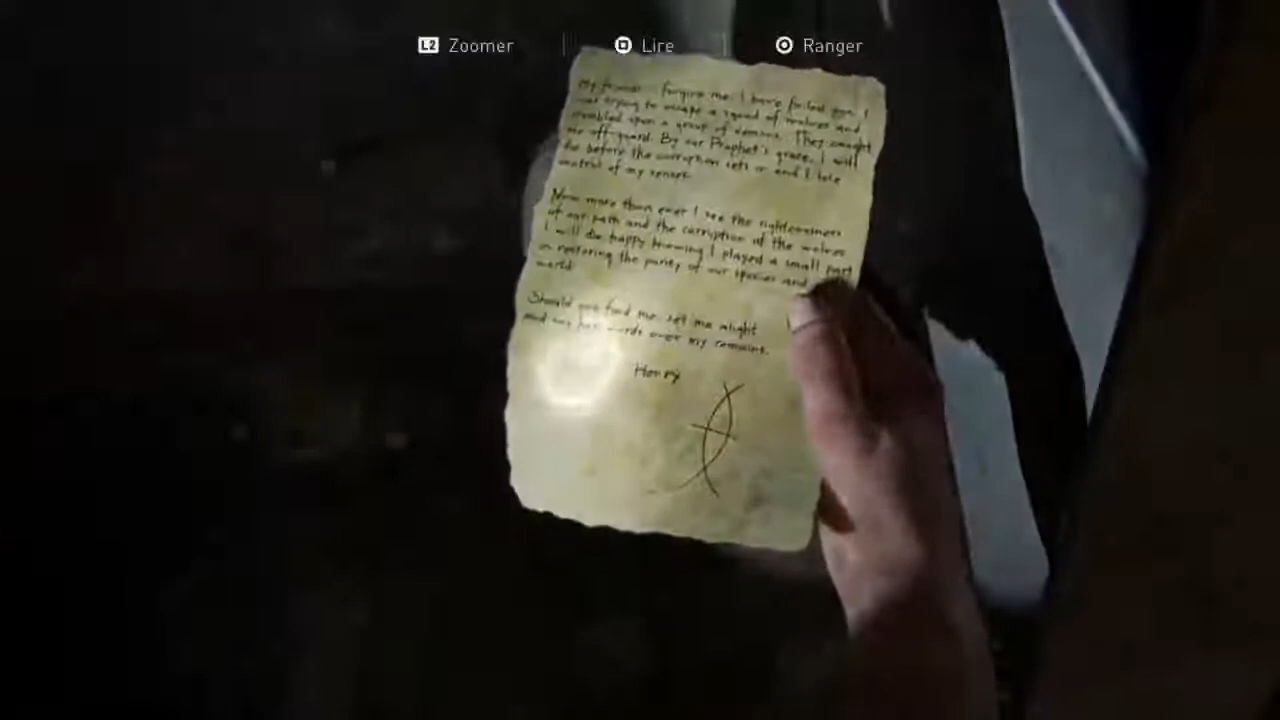 L2 Zoomer
Lire
Ranger
My friends - forgive me. I have failed you. I
was trying to escape a squad of wolves and
stumbled upon a group of demons. They caught
me off-guard. By our Prophet's grace, I will
die before the corruption sets in and I lose
control of my senses.
Now more than ever I see the righteousness
of our path and the corruption of the wolves
I will die happy knowing I played a small part
in restoring the purity of our species and
world.
Should you find me, set me alight
and say her words over my remains.
Henry